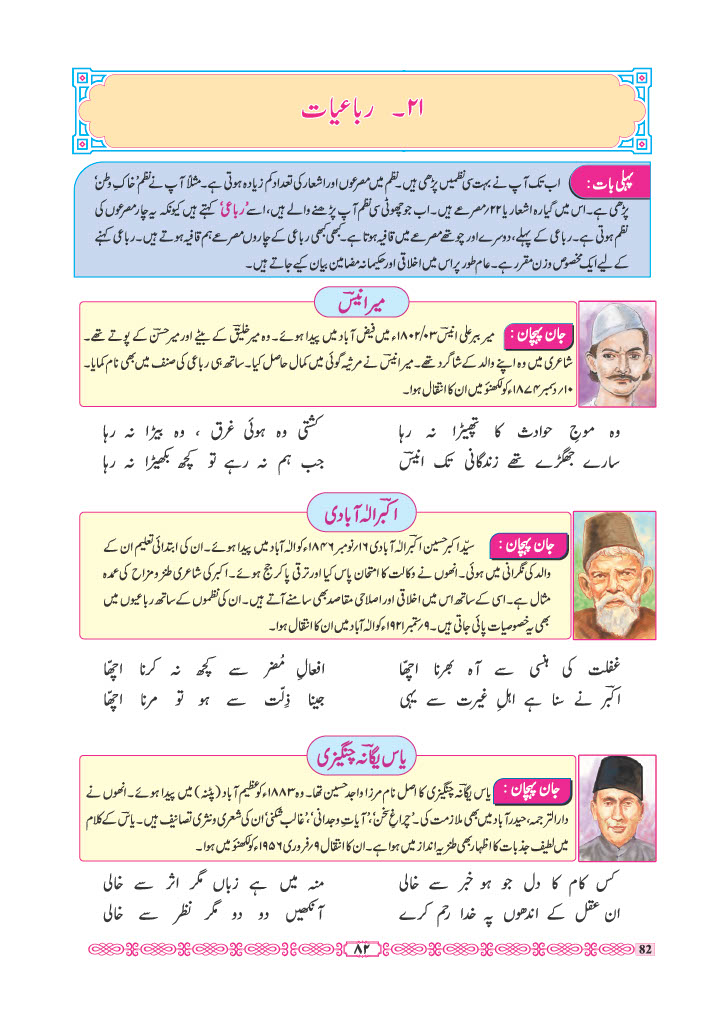 ۲۱۔ رباعیات
پہلی بات : اب تک آپ نے بہت سی نظمیں پڑھی ہیں۔ نظم میں مصرعوں اور اشعار کی تعداد کم زیادہ ہوتی ہے۔ مثلاً آپ نے نظم ’خاکِ وطن‘
پڑھی ہے۔ اس میں گیارہ اشعار یا ۲۲؍مصرعے ہیں۔ اب جو چھوٹی سی نظم آپ پڑھنے والے ہیں، اسے ’رباعی‘ کہتے ہیں کیونکہ یہ چار مصرعوں کی
نظم ہوتی ہے۔ رباعی کے پہلے، دوسرے اور چوتھے مصرعے میں قافیہ ہوتا ہے۔ کبھی کبھی رباعی کے چاروں مصرعے ہم قافیہ ہوتے ہیں۔ رباعی کہنے
کے لیے ایک مخصوص وزن مقرر ہے۔ عام طور پر اس میں اخلاقی اور حکیمانہ مضامین بیان کیے جاتے ہیں۔
میر انیسؔ
جان پہچان : میر ببر علی انیسؔ ۱۸۰۲/۰۳ء میں فیض آباد میں پیدا ہوئے۔ وہ میر خلیقؔ کے بیٹے اور میر حسنؔ کے پوتے تھے۔
شاعری میں وہ اپنے والد کے شاگرد تھے۔ میر انیسؔ نے مرثیہ گوئی میں کمال حاصل کیا۔ ساتھ ہی رباعی کی صنف میں بھی نام کمایا۔
۱۰؍دسمبر ۱۸۷۴ء کو لکھنؤ میں ان کا انتقال ہوا۔
وہ موجِ حوادث کا تھپیڑا نہ رہا کشتی وہ ہوئی غرق ، وہ بیڑا نہ رہا
سارے جھگڑے تھے زندگانی تک انیسؔ جب ہم نہ رہے تو کچھ بکھیڑا نہ رہا
اکبرؔ الٰہ آبادی
جان پہچان : سیّد اکبر حسین اکبرؔ الٰہ آبادی ۱۶؍نومبر ۱۸۴۶ء کو الٰہ آباد میں پیدا ہوئے۔ ان کی ابتدائی تعلیم ان کے
والد کی نگرانی میں ہوئی۔ انھوں نے وکالت کا امتحان پاس کیا اور ترقی پا کر جج ہوئے۔ اکبر کی شاعری طنز و مزاح کی عمدہ
مثال ہے۔ اسی کے ساتھ اس میں اخلاقی اور اصلاحی مقاصد بھی سامنے آتے ہیں۔ ان کی نظموں کے ساتھ رباعیوں میں
بھی یہ خصوصیات پائی جاتی ہیں۔ ۹؍ستمبر ۱۹۲۱ء کو الٰہ آباد میں ان کا انتقال ہوا۔
غفلت کی ہنسی سے آہ بھرنا اچھّا افعالِ مُضر سے کچھ نہ کرنا اچھّا
اکبرؔ نے سنا ہے اہلِ غیرت سے یہی جینا ذِلّت سے ہو تو مرنا اچھّا
یاس یگانہؔ چنگیزی
جان پہچان : یاس یگانہؔ چنگیزی کا اصل نام مرزا واجد حسین تھا۔ وہ ۱۸۸۳ء کو عظیم آباد (پٹنہ) میں پیدا ہوئے۔ انھوں نے
دارالترجمہ، حیدرآباد میں بھی ملازمت کی۔ ’چراغِ سخن‘، ’آیاتِ وجدانی‘، ’غالب شکنی‘ ان کی شعری و نثری تصانیف ہیں۔ یاسؔ کے کلام
میں لطیف جذبات کا اظہار بھی طنزیہ انداز میں ہوا ہے۔ ان کا انتقال ۹؍فروری ۱۹۵۶ء کو لکھنؤ میں ہوا۔
کس کام کا دل جو ہو خبر سے خالی منہ میں ہے زباں مگر اثر سے خالی
ان عقل کے اندھوں پہ خدا رحم کرے آنکھیں دو دو مگر نظر سے خالی
۸۲ 82